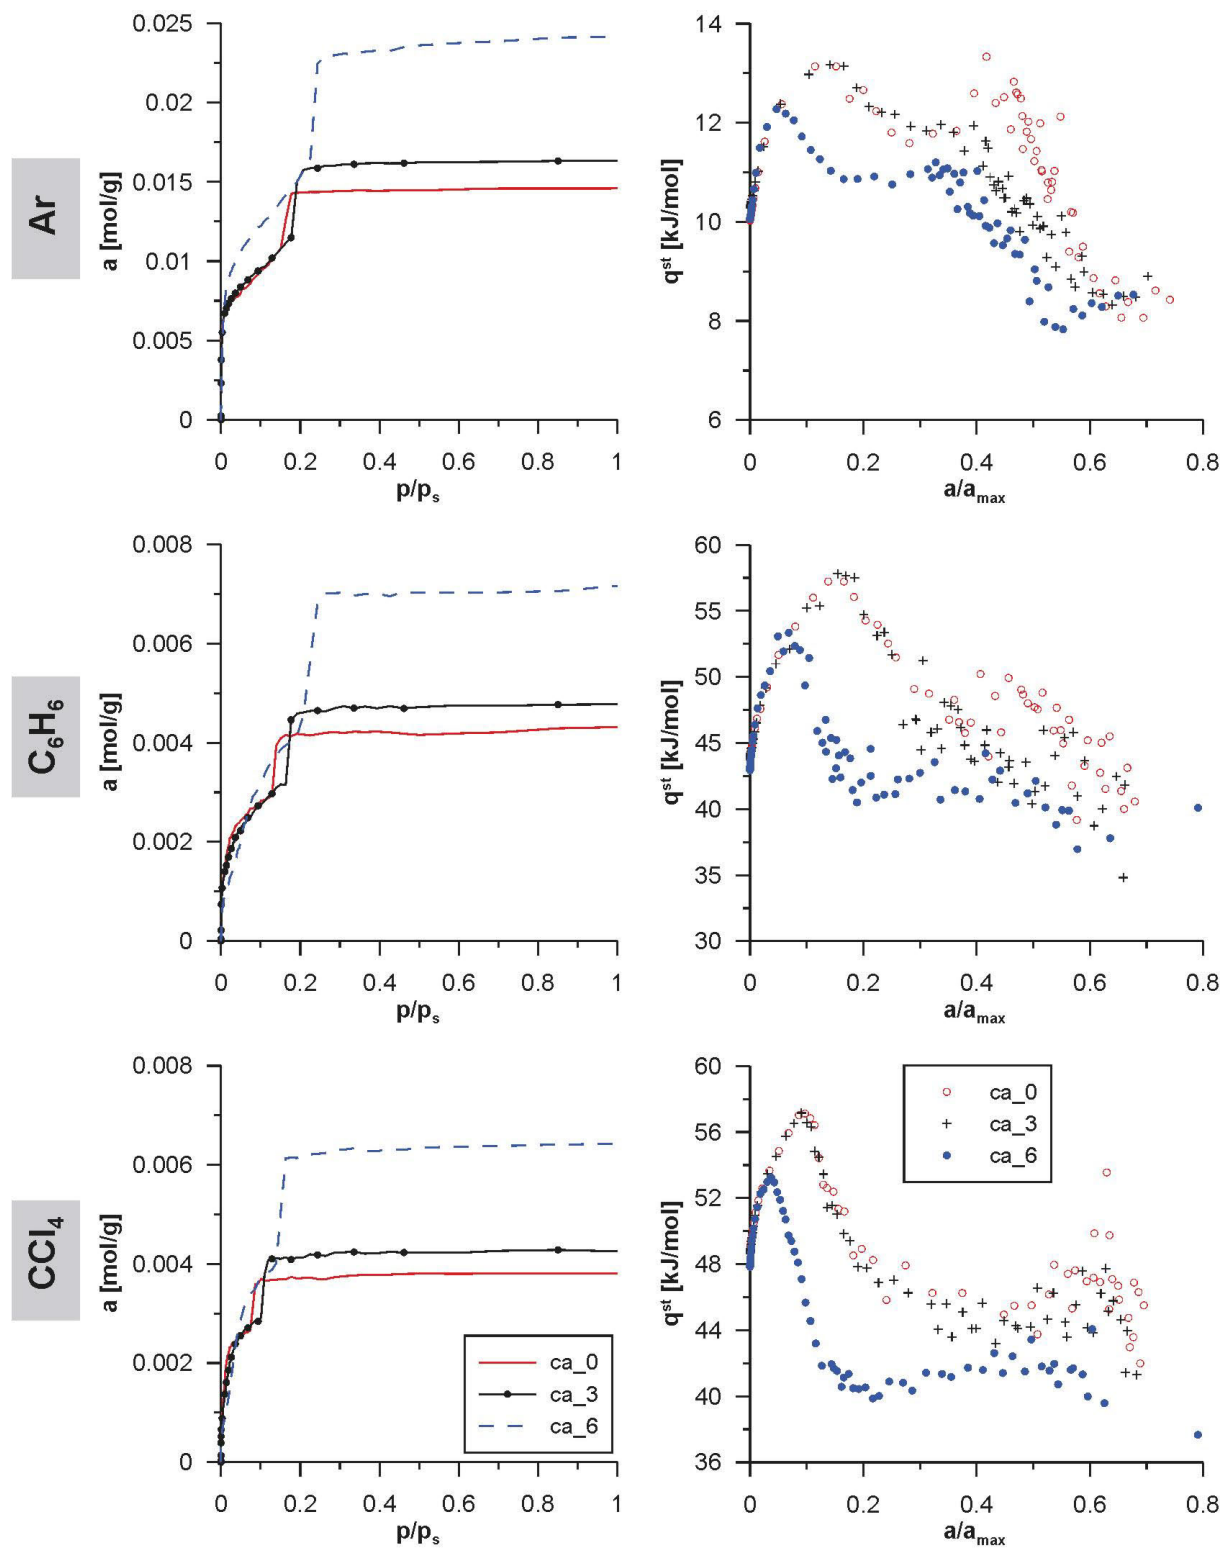 Ar
a [mol/g]
0.025
0.02
0.015
0.01
0.005
0
0 0.2 0.4 0.6 0.8 1
p/ps
qst [kJ/mol]
14
12
10
8
6
0 0.2 0.4 0.6 0.8
a/amax
C6H6
a [mol/g]
0.008
0.006
0.004
0.002
0
0 0.2 0.4 0.6 0.8 1
p/ps
qst [kJ/mol]
60
55
50
45
40
35
30
0 0.2 0.4 0.6 0.8
a/amax
CCl4
a [mol/g]
0.008
0.006
0.004
0.002
0
ca_0
ca_3
ca_6
0 0.2 0.4 0.6 0.8 1
p/ps
qst [kJ/mol]
60
56
52
48
44
40
36
ca_0
ca_3
ca_6
0 0.2 0.4 0.6 0.8
a/amax